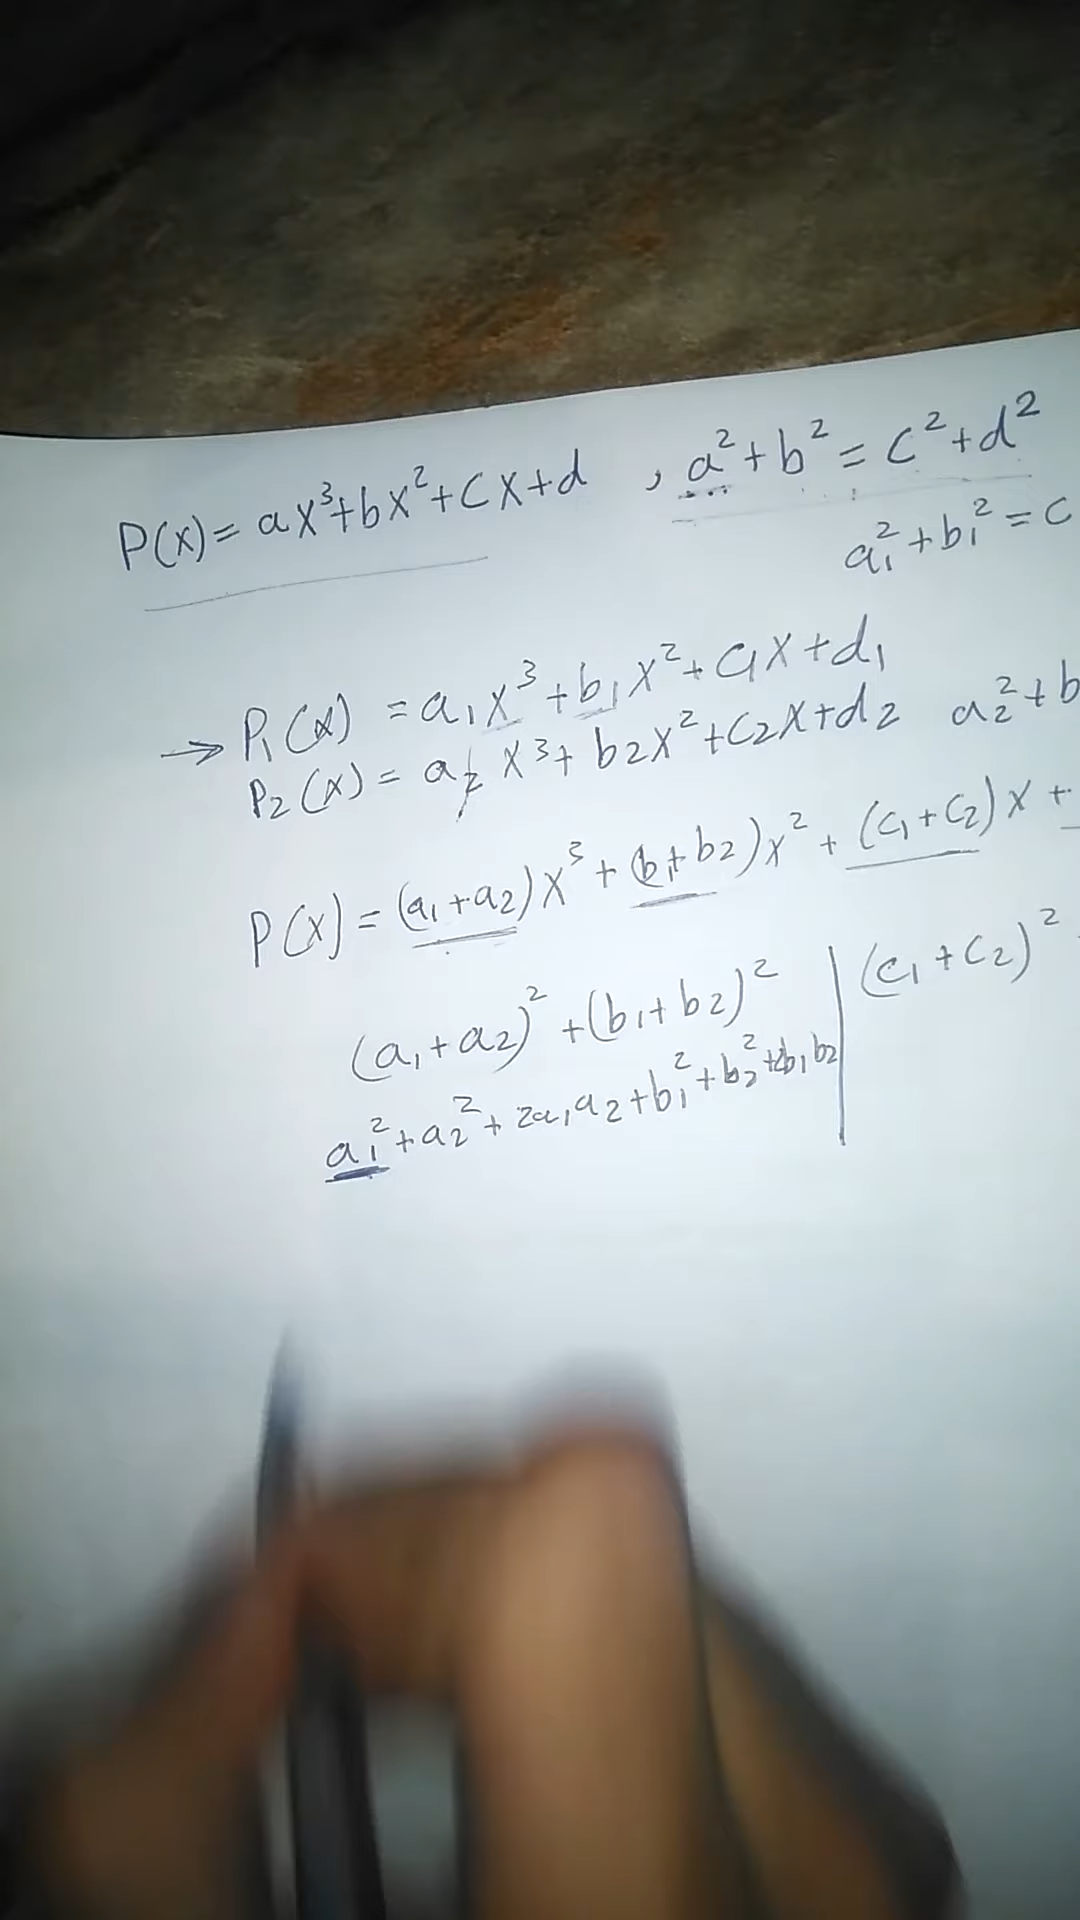 P(x) = ax³+bx²+cx+d , a²+b² = c²+d²
a₁²+b₁² = c
→ P₁(x) = a₁x³+b₁x²+c₁x+d₁
P₂(x) = a₂x³+b₂x²+c₂x+d₂ a₂²+b
P(x) = (a₁+a₂)x³+(b₁+b₂)x²+(c₁+c₂)x+
(a₁+a₂)²+(b₁+b₂)² | (c₁+c₂)²
a₁²+a₂²+2a₁a₂+b₁²+b₂²+2b₁b₂